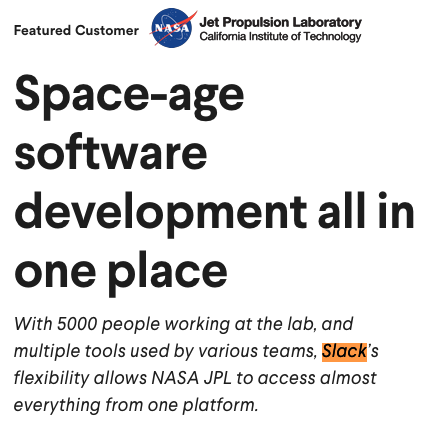 Featured Customer
NASA
Jet Propulsion Laboratory
California Institute of Technology
Space-age
software
development all in
one place
With 5000 people working at the lab, and
multiple tools used by various teams, Slack's
flexibility allows NASA JPL to access almost
everything from one platform.